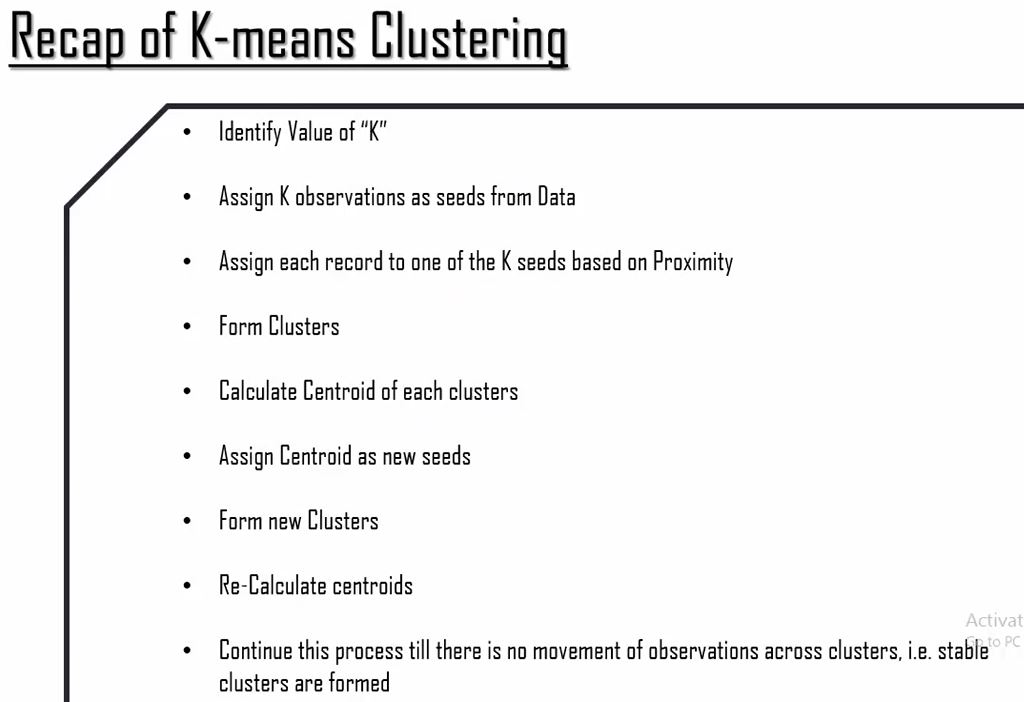 Recap of K-means Clustering
• Identify Value of “K”
• Assign K observations as seeds from Data
• Assign each record to one of the K seeds based on Proximity
• Form Clusters
• Calculate Centroid of each clusters
• Assign Centroid as new seeds
• Form new Clusters
• Re-Calculate centroids
• Continue this process till there is no movement of observations across clusters, i.e. stable
clusters are formed
Activat
Go to PC